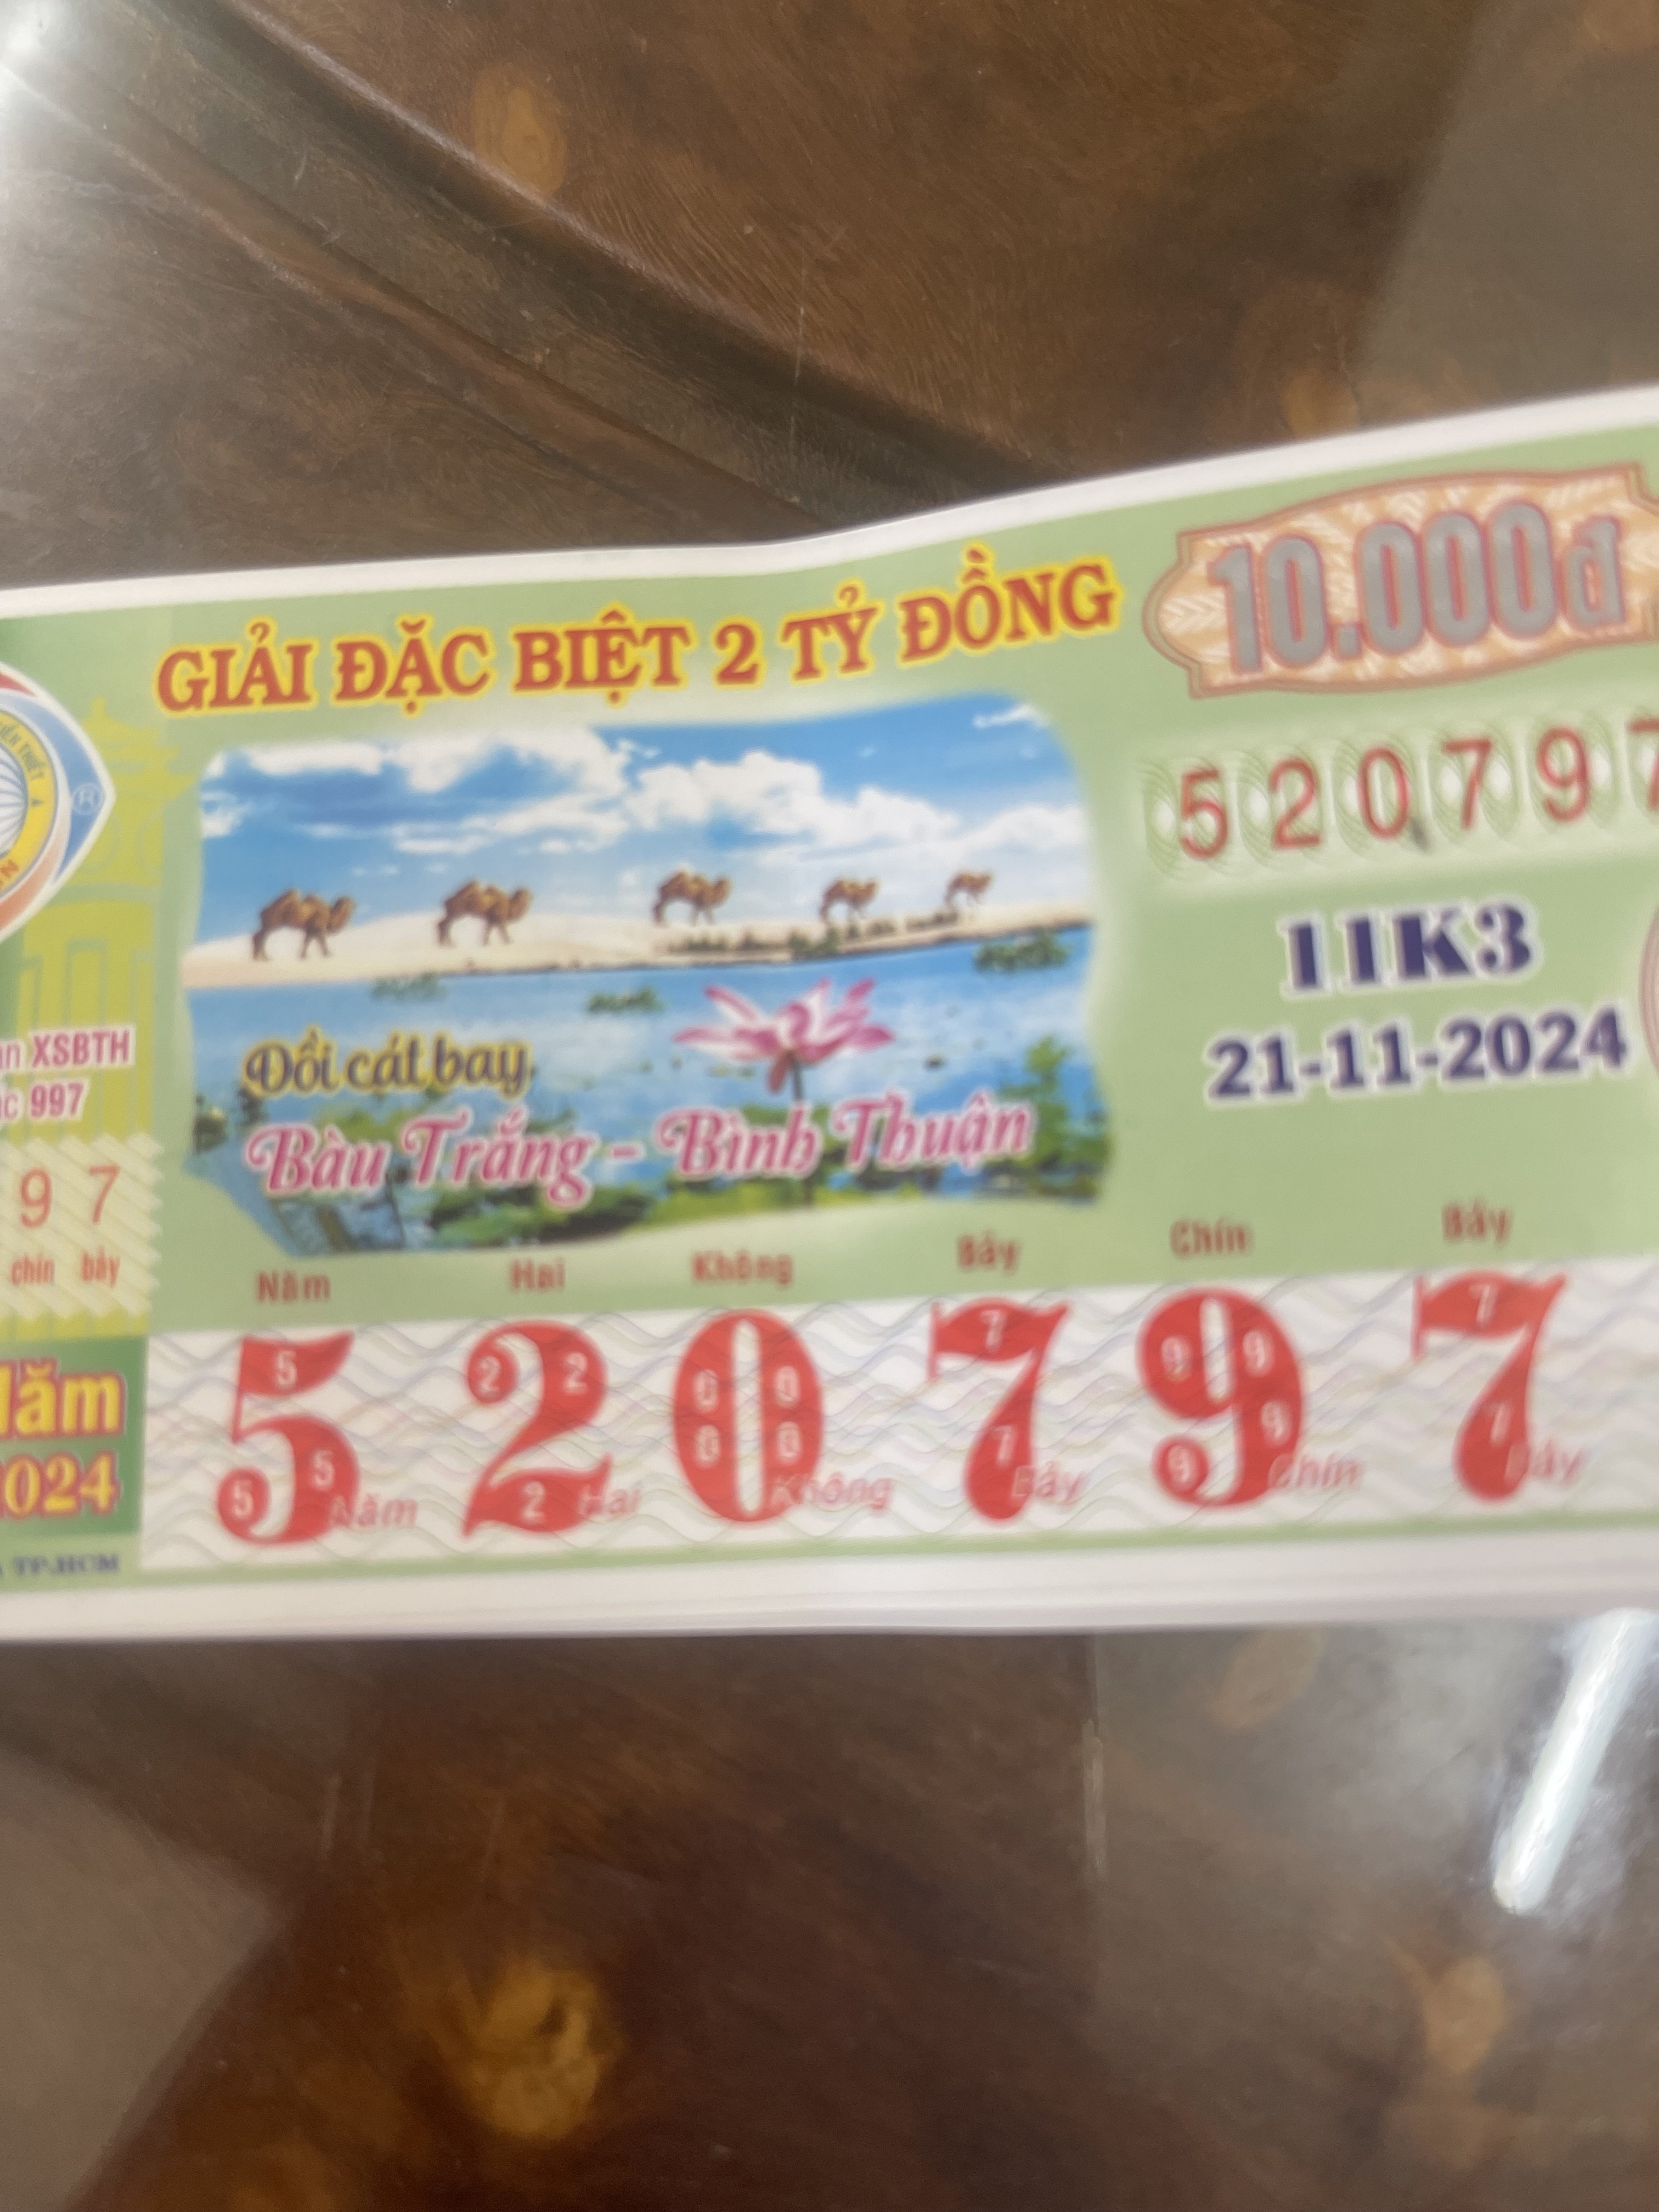 GIẢI ĐẶC BIỆT 2 TỶ ĐỒNG
10.000đ
520797
11K3
21-11-2024
Đồi cát bay,
Bàu Trắng - Bình Thuận
XSBTH
997
9 7
chín bảy
2024
TP.HCM
Năm Hai Không Bảy Chín Bảy
5 2 0 7 9 7
Năm Hai Không Bảy Chín Bảy